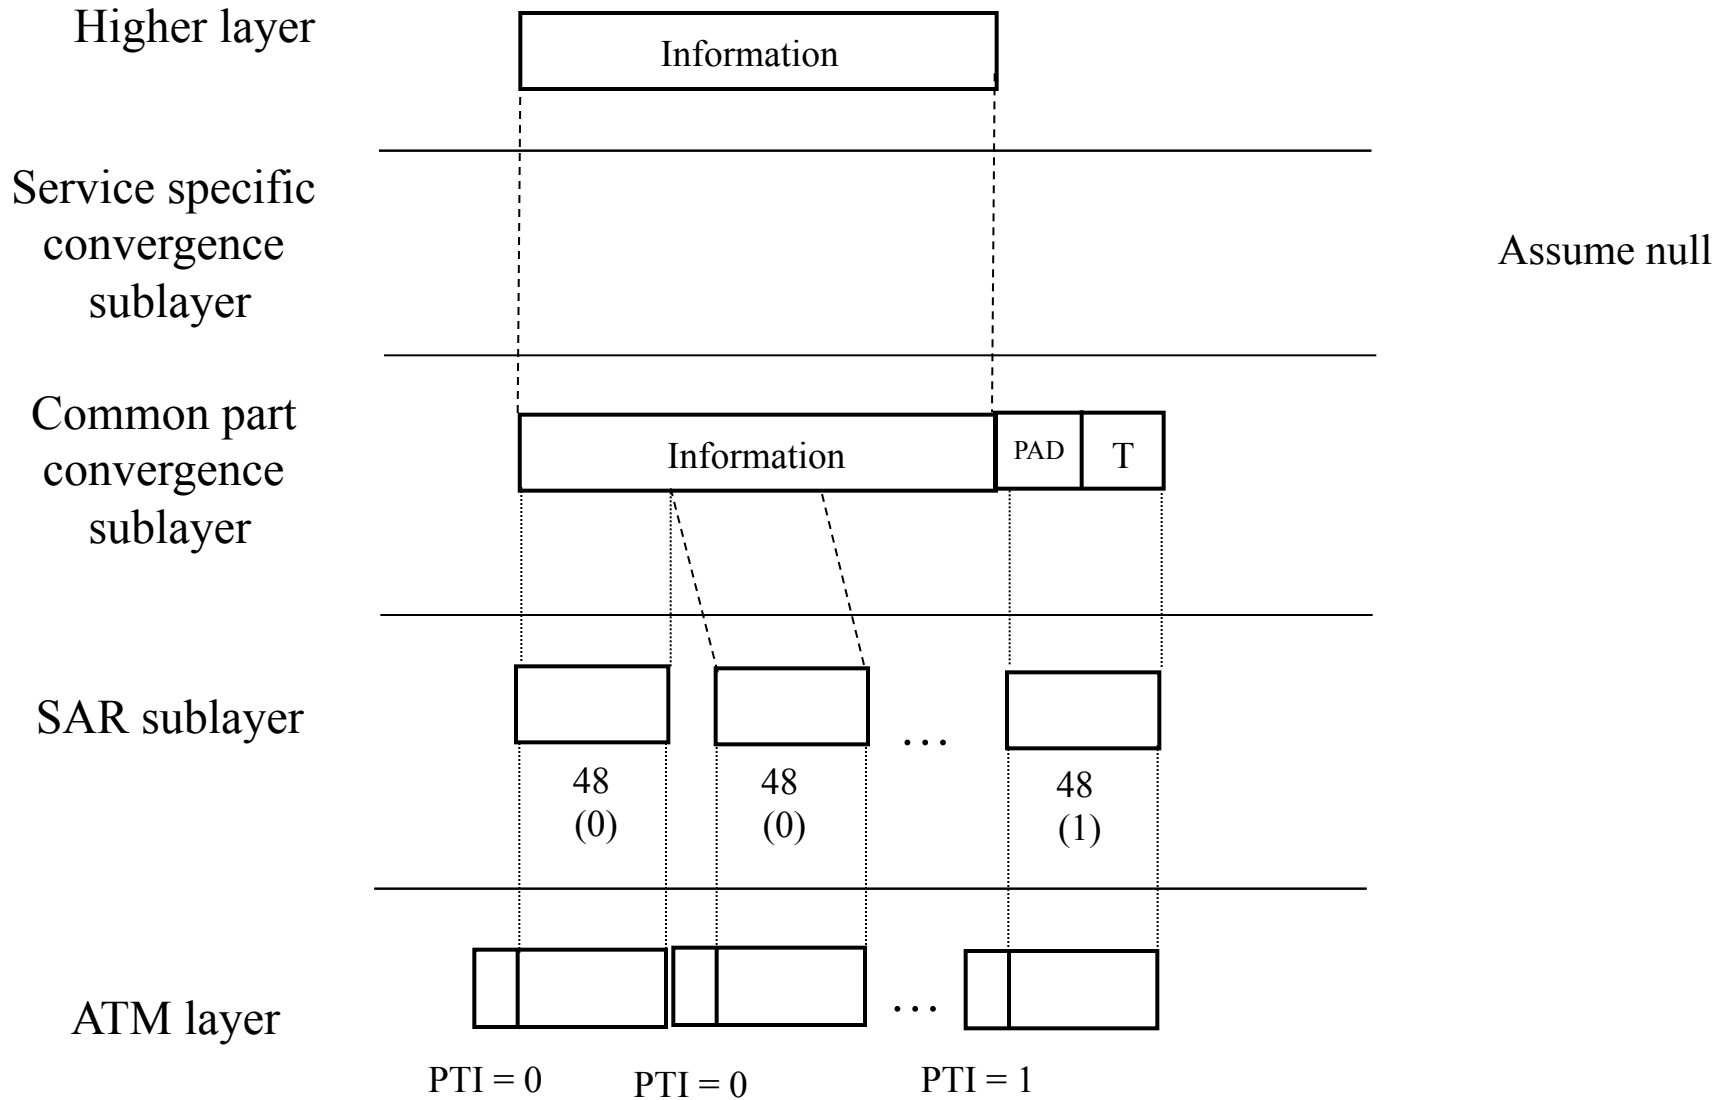 Higher layer
Information
Service specific
convergence
sublayer
Assume null
Common part
convergence
sublayer
Information
PAD
T
SAR sublayer
...
48
(0)
48
(0)
48
(1)
ATM layer
...
PTI = 0
PTI = 0
PTI = 1